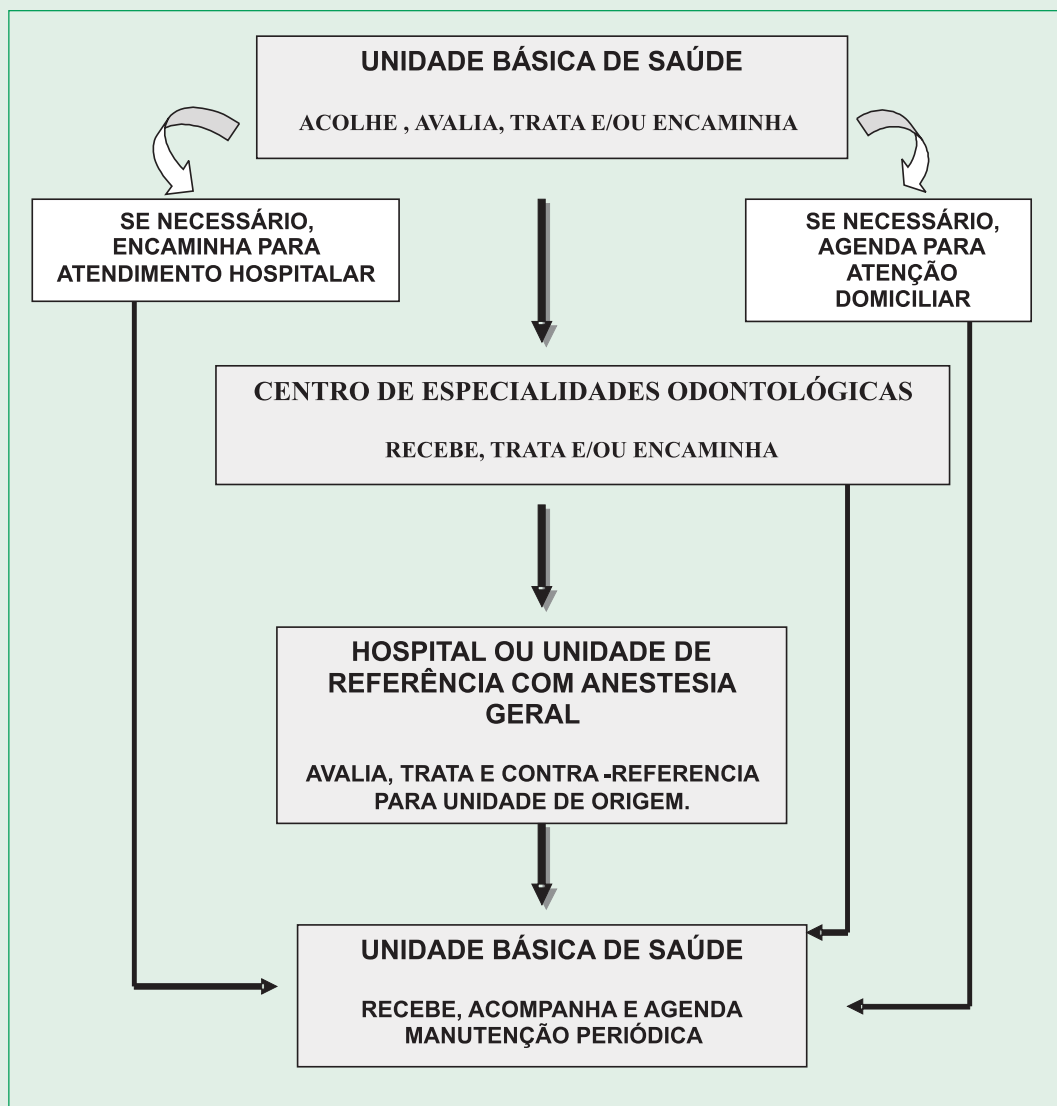 UNIDADE BÁSICA DE SAÚDE
ACOLHE , AVALIA, TRATA E/OU ENCAMINHA
SE NECESSÁRIO,
ENCAMINHA PARA
ATENDIMENTO HOSPITALAR
SE NECESSÁRIO,
AGENDA PARA
ATENÇÃO
DOMICILIAR
CENTRO DE ESPECIALIDADES ODONTOLÓGICAS
RECEBE, TRATA E/OU ENCAMINHA
HOSPITAL OU UNIDADE DE
REFERÊNCIA COM ANESTESIA
GERAL
AVALIA, TRATA E CONTRA -REFERENCIA
PARA UNIDADE DE ORIGEM.
UNIDADE BÁSICA DE SAÚDE
RECEBE, ACOMPANHA E AGENDA
MANUTENÇÃO PERIÓDICA